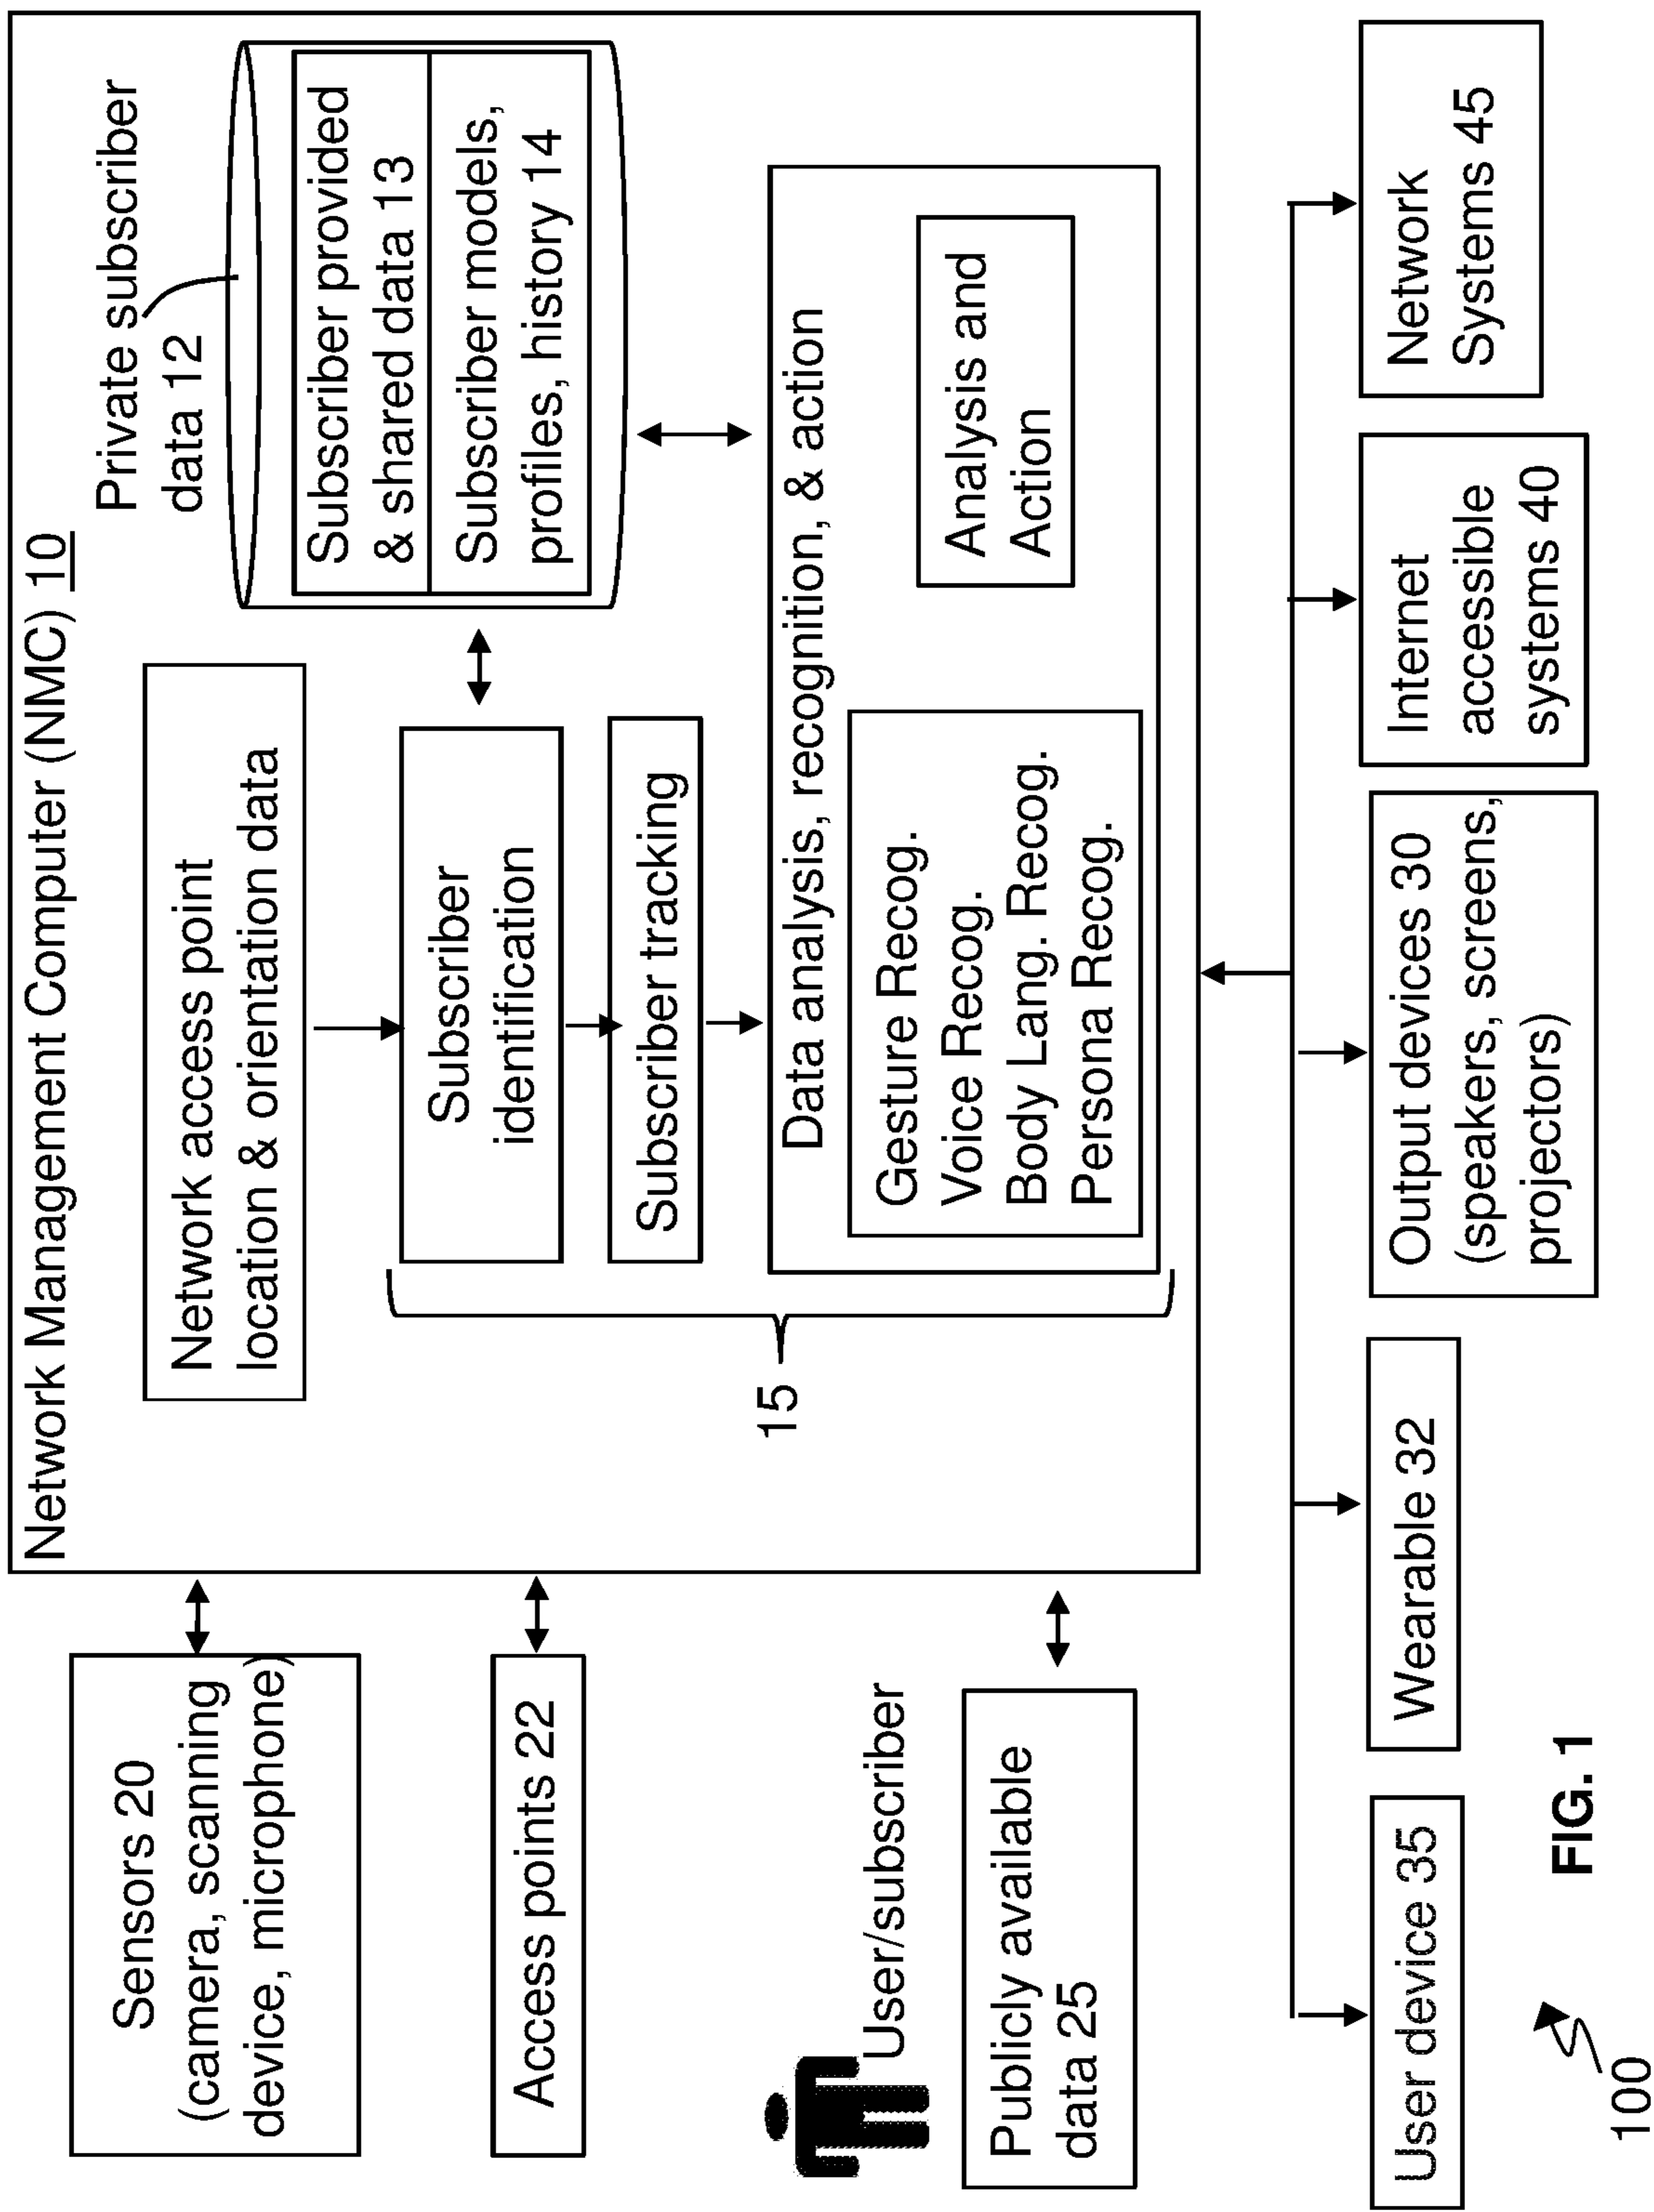 Network Management Computer (NMC) 10
Private subscriber
data 12
Subscriber provided
& shared data 13
Subscriber models,
profiles, history 14
Network access point
location & orientation data
Subscriber
identification
Subscriber tracking
Data analysis, recognition, & action
Gesture Recog.
Voice Recog.
Body Lang. Recog.
Persona Recog.
Analysis and
Action
15
Sensors 20
(camera, scanning
device, microphone)
Access points 22
User/subscriber
Publicly available
data 25
User device 35
Wearable 32
Output devices 30
(speakers, screens,
projectors)
Internet
accessible
systems 40
Network
Systems 45
100
FIG. 1